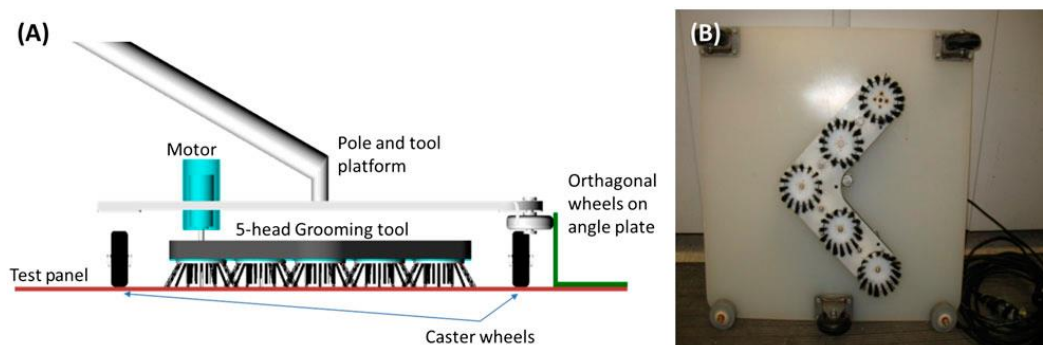 (A)
Motor
Pole and tool
platform
Orthagonal
wheels on
angle plate
5-head Grooming tool
Test panel
Caster wheels
(B)